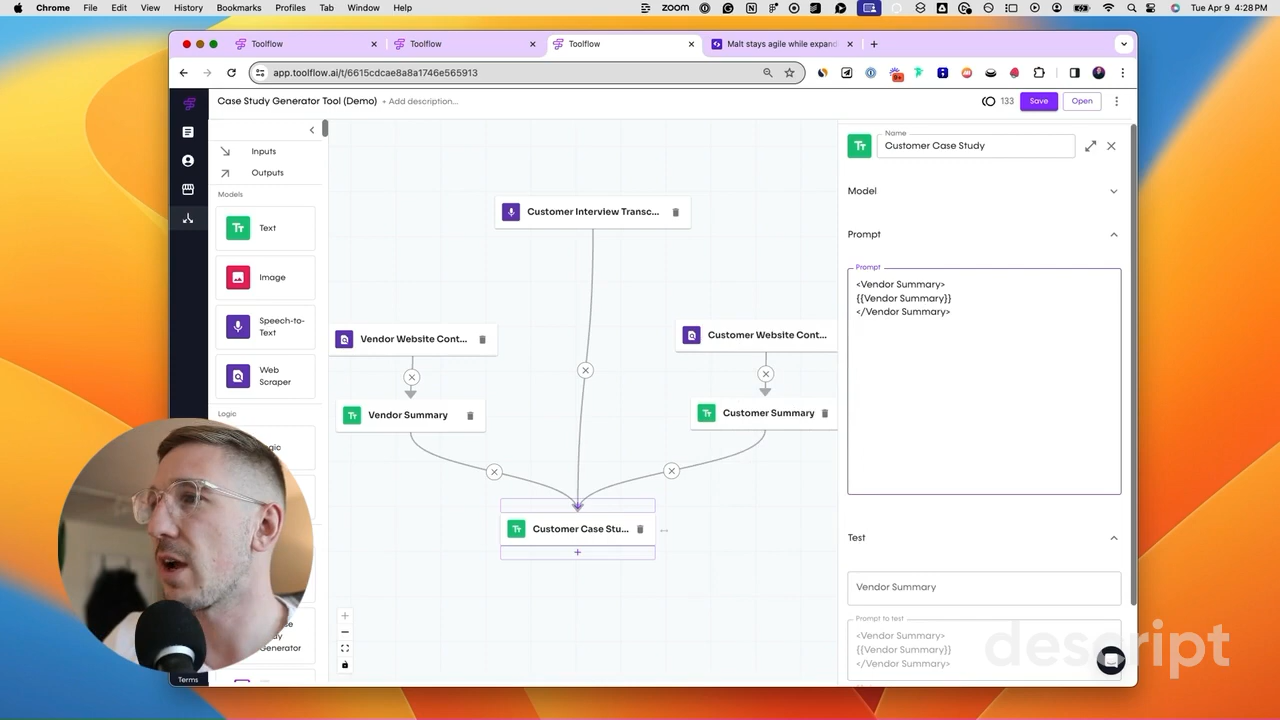 Chrome File Edit View History Bookmarks Profiles Tab Window Help
zoom
Tue Apr 9 4:28 PM
Toolflow
Toolflow
Toolflow
Malt stays agile while expand
app.toolflow.ai/t/6615cdcae8a8a1746e565913
Case Study Generator Tool (Demo) + Add description...
133 Save Open
Inputs
Outputs
Models
Text
Image
Speech-to-
Text
Web
Scraper
Logic
Generator
Terms
Customer Interview Transc...
Vendor Website Cont...
Customer Website Cont...
Vendor Summary
Customer Summary
Customer Case Stu...
Name
Customer Case Study
Model
Prompt
Prompt
<Vendor Summary>
{{Vendor Summary}}
</Vendor Summary>
Test
Vendor Summary
Prompt to test
<Vendor Summary>
{{Vendor Summary}}
</Vendor Summary>
descript